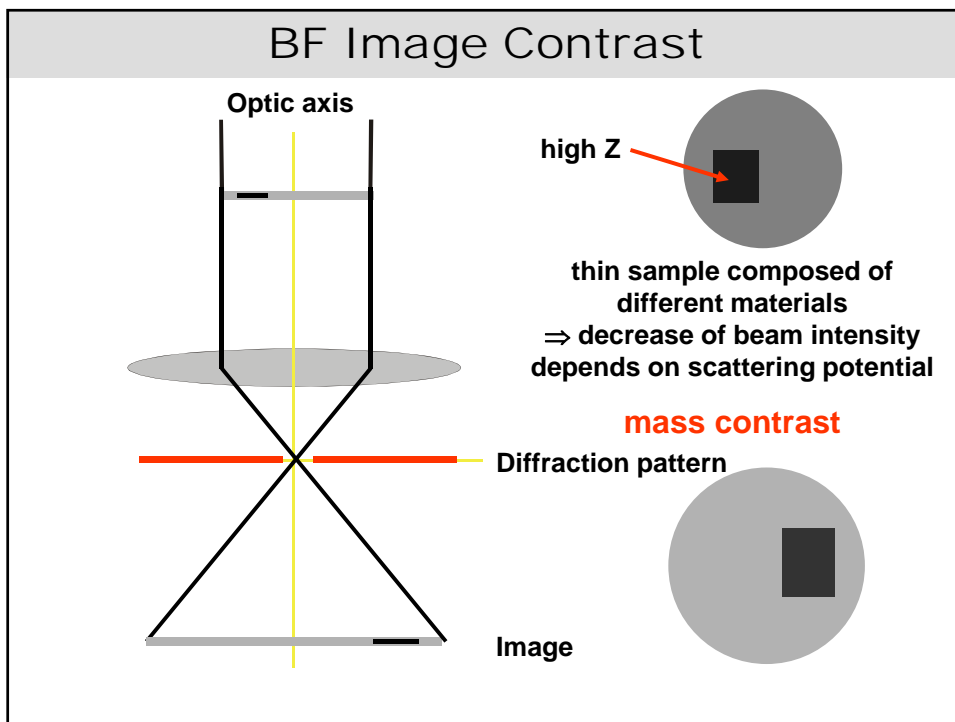 BF Image Contrast
Optic axis
high Z
thin sample composed of
different materials
⇒ decrease of beam intensity
depends on scattering potential
mass contrast
Diffraction pattern
Image